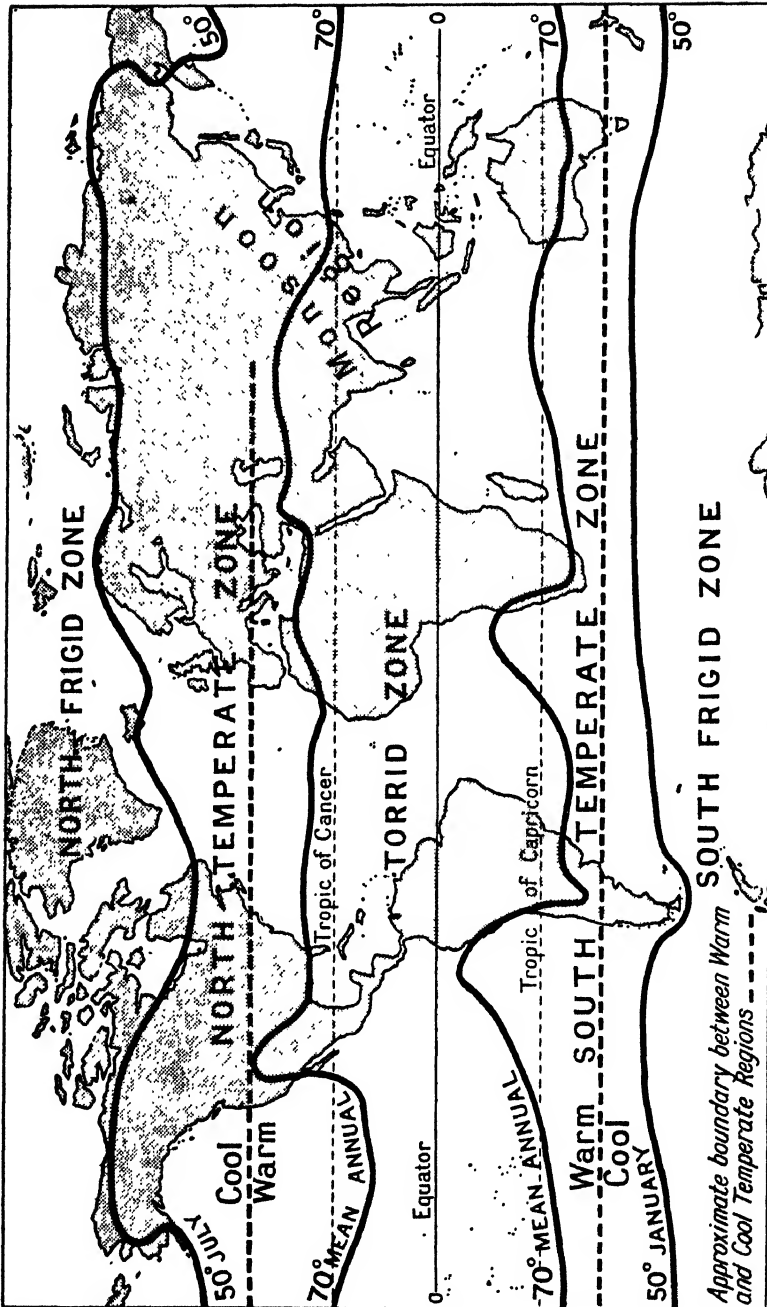 NORTH FRIGID ZONE
50° JULY
50°
Cool
Warm
NORTH TEMPERATE ZONE
Monsoon
Region
70° MEAN ANNUAL
70°
Tropic of Cancer
TORRID ZONE
0
Equator
Equator
0
Tropic of Capricorn
70° MEAN ANNUAL
70°
Warm
Cool
SOUTH TEMPERATE ZONE
50° JANUARY
50°
SOUTH FRIGID ZONE
Approximate boundary between Warm
and Cool Temperate Regions